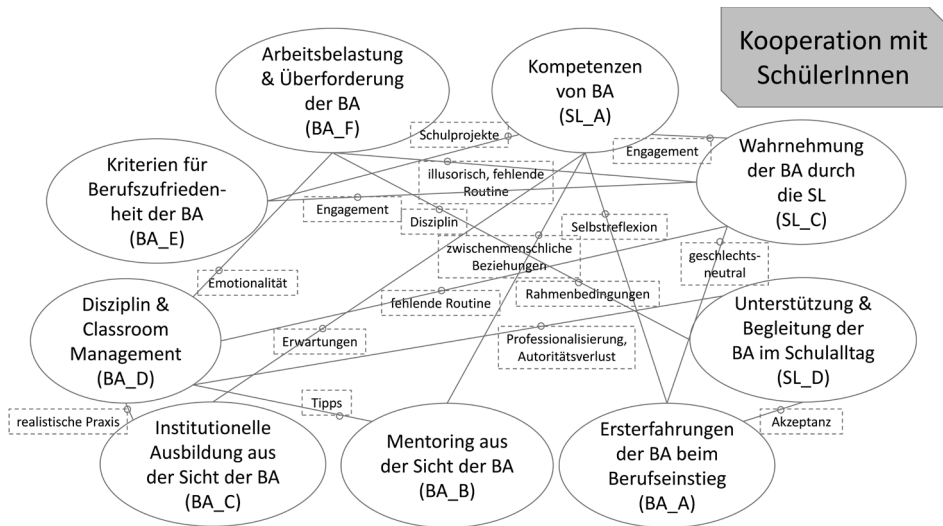 Kooperation mit
SchülerInnen
Arbeitsbelastung
& Überforderung
der BA
(BA_F)
Kompetenzen
von BA
(SL_A)
Schulprojekte
Engagement
Wahrnehmung
der BA durch
die SL
(SL_C)
Kriterien für
Berufszufrieden-
heit der BA
(BA_E)
illusorisch, fehlende
Routine
Engagement
Disziplin
Selbstreflexion
zwischenmenschliche
Beziehungen
geschlechts-
neutral
Emotionalität
fehlende Routine
Rahmenbedingungen
Disziplin &
Classroom
Management
(BA_D)
Erwartungen
Professionalisierung,
Autoritätsverlust
Unterstützung &
Begleitung der
BA im Schulalltag
(SL_D)
realistische Praxis
Tipps
Akzeptanz
Institutionelle
Ausbildung aus
der Sicht der BA
(BA_C)
Mentoring aus
der Sicht der BA
(BA_B)
Ersterfahrungen
der BA beim
Berufseinstieg
(BA_A)